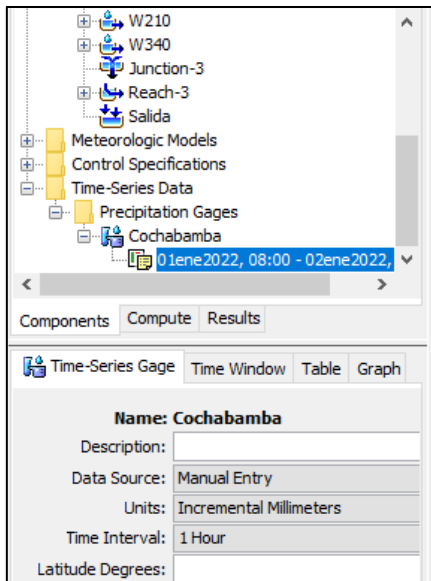 W210
W340
Junction-3
Reach-3
Salida
Meteorologic Models
Control Specifications
Time-Series Data
Precipitation Gages
Cochabamba
01ene2022, 08:00 - 02ene2022,
Components Compute Results
Time-Series Gage Time Window Table Graph
Name: Cochabamba
Description:
Data Source: Manual Entry
Units: Incremental Millimeters
Time Interval: 1 Hour
Latitude Degrees: